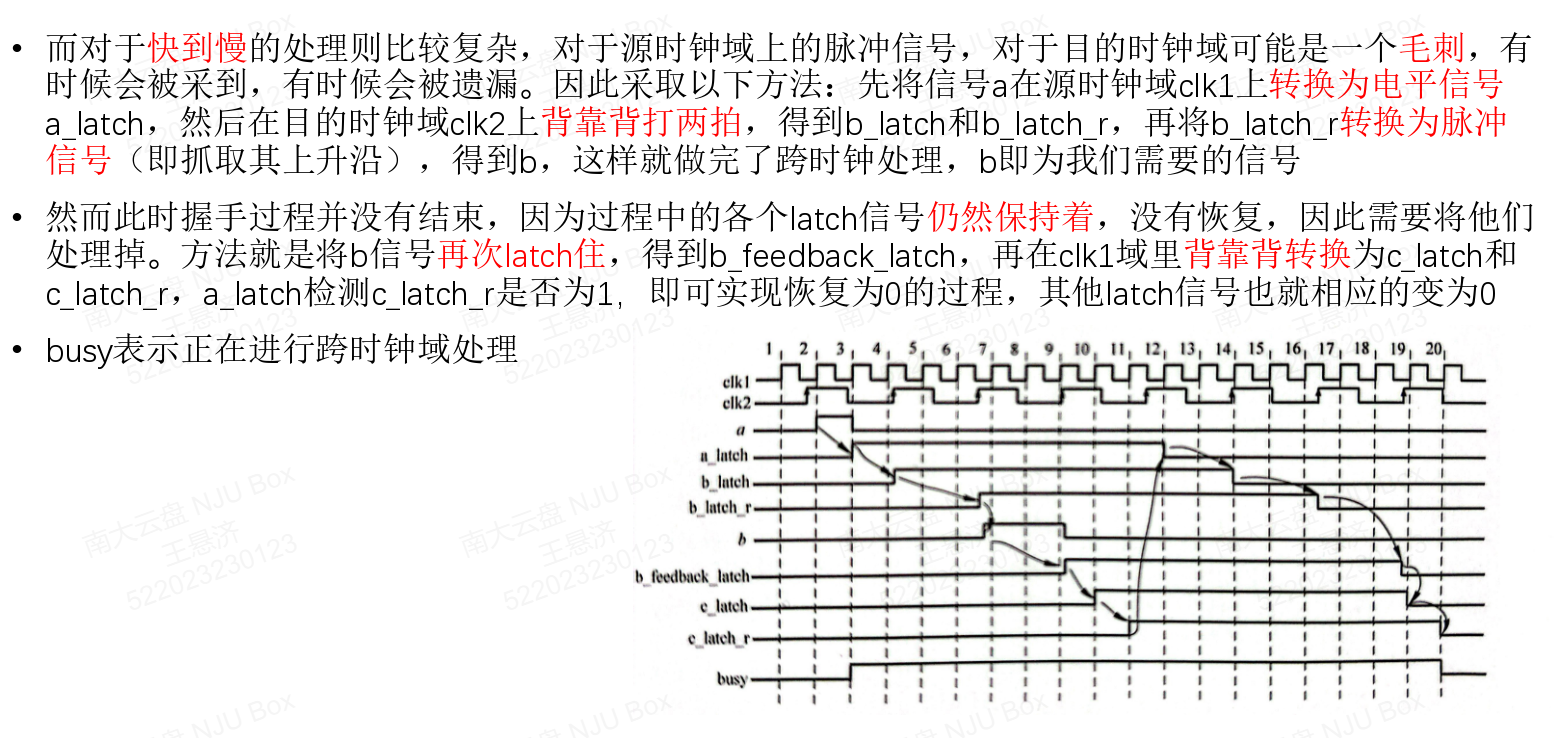 • 而对于快到慢的处理则比较复杂，对于源时钟域上的脉冲信号，对于目的时钟域可能是一个毛刺，有
时候会被采到，有时候会被遗漏。因此采取以下方法：先将信号a在源时钟域clk1上转换为电平信号
a_latch，然后在目的时钟域clk2上背靠背打两拍，得到b_latch和b_latch_r，再将b_latch_r转换为脉冲
信号（即抓取其上升沿），得到b，这样就做完了跨时钟处理，b即为我们需要的信号
• 然而此时握手过程并没有结束，因为过程中的各个latch信号仍然保持着，没有恢复，因此需要将他们
处理掉。方法就是将b信号再次latch住，得到b_feedback_latch，再在clk1域里背靠背转换为c_latch和
c_latch_r，a_latch检测c_latch_r是否为1，即可实现恢复为0的过程，其他latch信号也就相应的变为0
• busy表示正在进行跨时钟域处理
1 2 3 4 5 6 7 8 9 10 11 12 13 14 15 16 17 18 19 20
clk1
clk2
a
a_latch
b_latch
b_latch_r
b
b_feedback_latch
c_latch
c_latch_r
busy
南大云盘 NJU Box
王悬济
522023230123